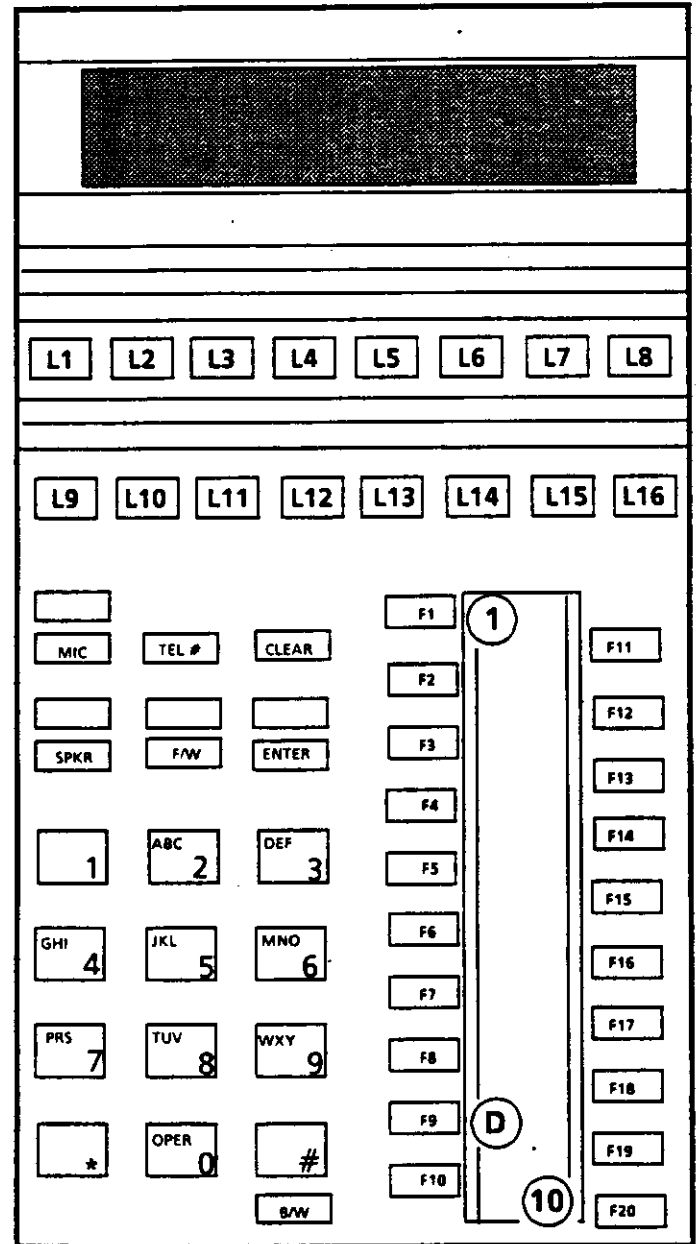 L1 L2 L3 L4 L5 L6 L7 L8
L9 L10 L11 L12 L13 L14 L15 L16
F1 1
MIC TEL # CLEAR F11
F2
F12
F3
SPKR F/W ENTER
F13
F4
F14
1 ABC 2 DEF 3
F5
F15
F6
GHI 4 JKL 5 MNO 6
F16
F7
F17
PRS 7 TUV 8 WXY 9
F8
F18
F9 D
* OPER 0 #
F19
F10
10
B/W F20